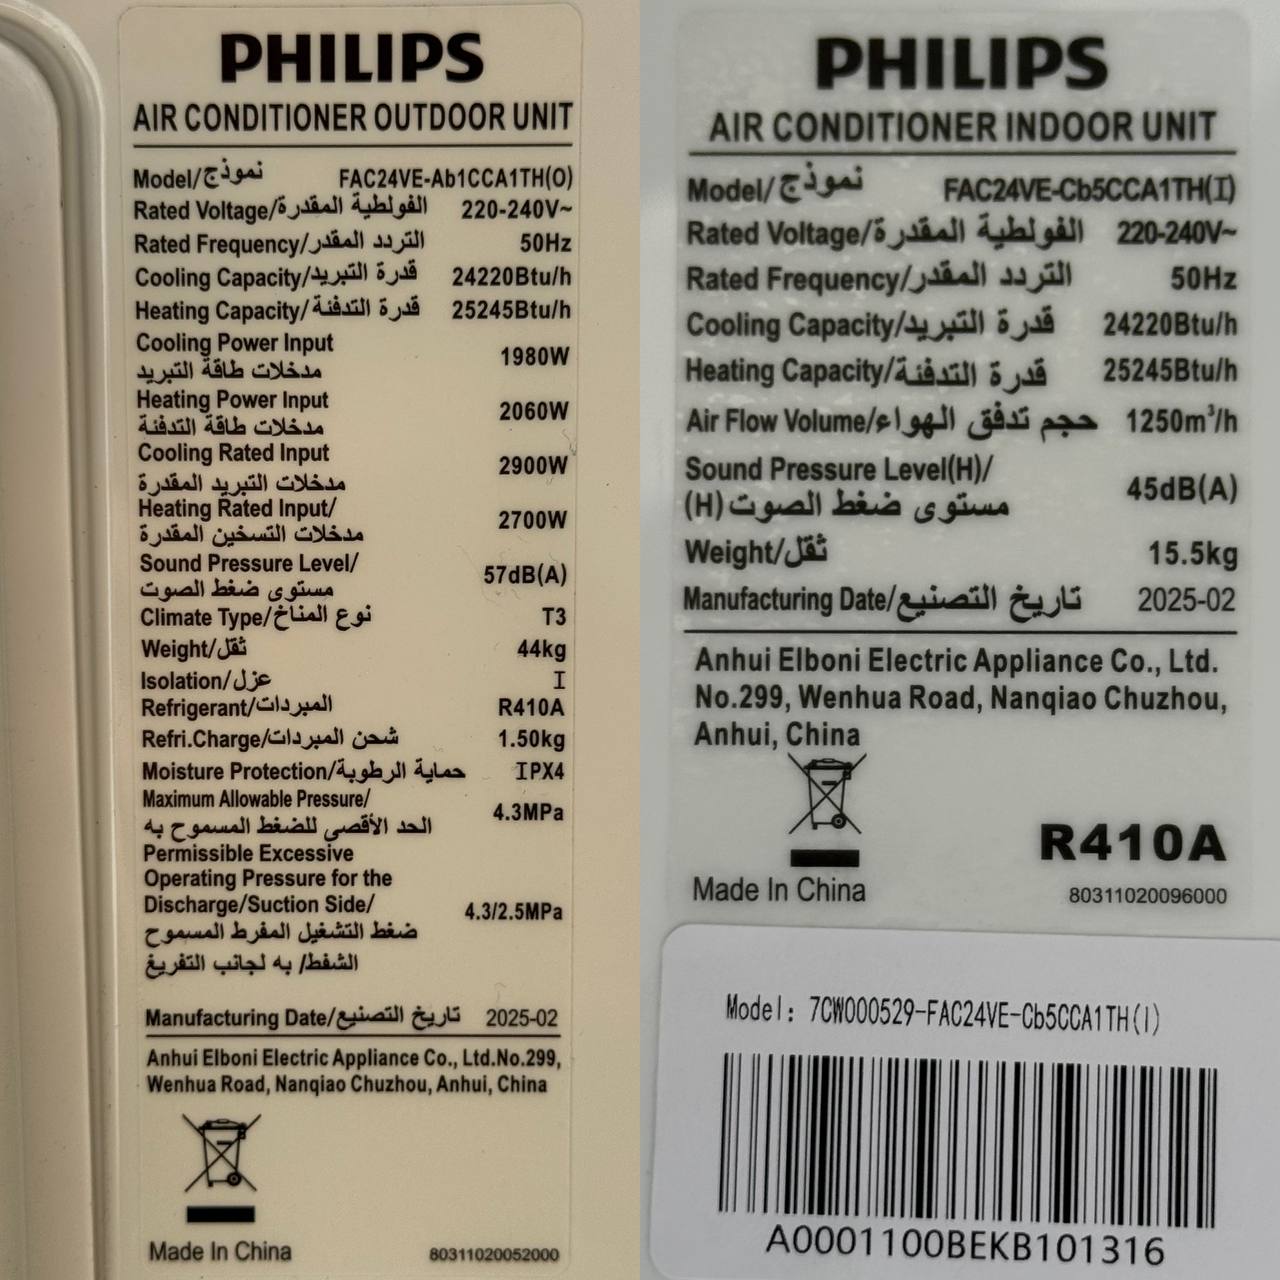 PHILIPS
AIR CONDITIONER OUTDOOR UNIT
Model/نموذج FAC24VE-Ab1CCA1TH(O)
Rated Voltage/الفولطية المقدرة 220-240V~
Rated Frequency/التردد المقدر 50Hz
Cooling Capacity/قدرة التبريد 24220Btu/h
Heating Capacity/قدرة التدفئة 25245Btu/h
Cooling Power Input
مدخلات طاقة التبريد 1980W
Heating Power Input
مدخلات طاقة التدفئة 2060W
Cooling Rated Input
مدخلات التبريد المقدرة 2900W
Heating Rated Input/
مدخلات التسخين المقدرة 2700W
Sound Pressure Level/
مستوى ضغط الصوت 57dB(A)
Climate Type/نوع المناخ T3
Weight/ثقل 44kg
Isolation/عزل I
Refrigerant/المبردات R410A
Refri.Charge/شحن المبردات 1.50kg
Moisture Protection/حماية الرطوبة IPX4
Maximum Allowable Pressure/
الحد الأقصى للضغط المسموح به 4.3MPa
Permissible Excessive
Operating Pressure for the
Discharge/Suction Side/ 4.3/2.5MPa
ضغط التشغيل المفرط المسموح
الشفط/ به لجانب التفريغ
Manufacturing Date/تاريخ التصنيع 2025-02
Anhui Elboni Electric Appliance Co., Ltd.No.299,
Wenhua Road, Nanqiao Chuzhou, Anhui, China
Made In China 80311020052000
PHILIPS
AIR CONDITIONER INDOOR UNIT
Model/نموذج FAC24VE-Cb5CCA1TH(I)
Rated Voltage/الفولطية المقدرة 220-240V~
Rated Frequency/التردد المقدر 50Hz
Cooling Capacity/قدرة التبريد 24220Btu/h
Heating Capacity/قدرة التدفئة 25245Btu/h
Air Flow Volume/حجم تدفق الهواء 1250m³/h
Sound Pressure Level(H)/
مستوى ضغط الصوت(H) 45dB(A)
Weight/ثقل 15.5kg
Manufacturing Date/تاريخ التصنيع 2025-02
Anhui Elboni Electric Appliance Co., Ltd.
No.299, Wenhua Road, Nanqiao Chuzhou,
Anhui, China
R410A
Made In China 80311020096000
Model: 7CW000529-FAC24VE-Cb5CCA1TH(I)
A0001100BEKB101316